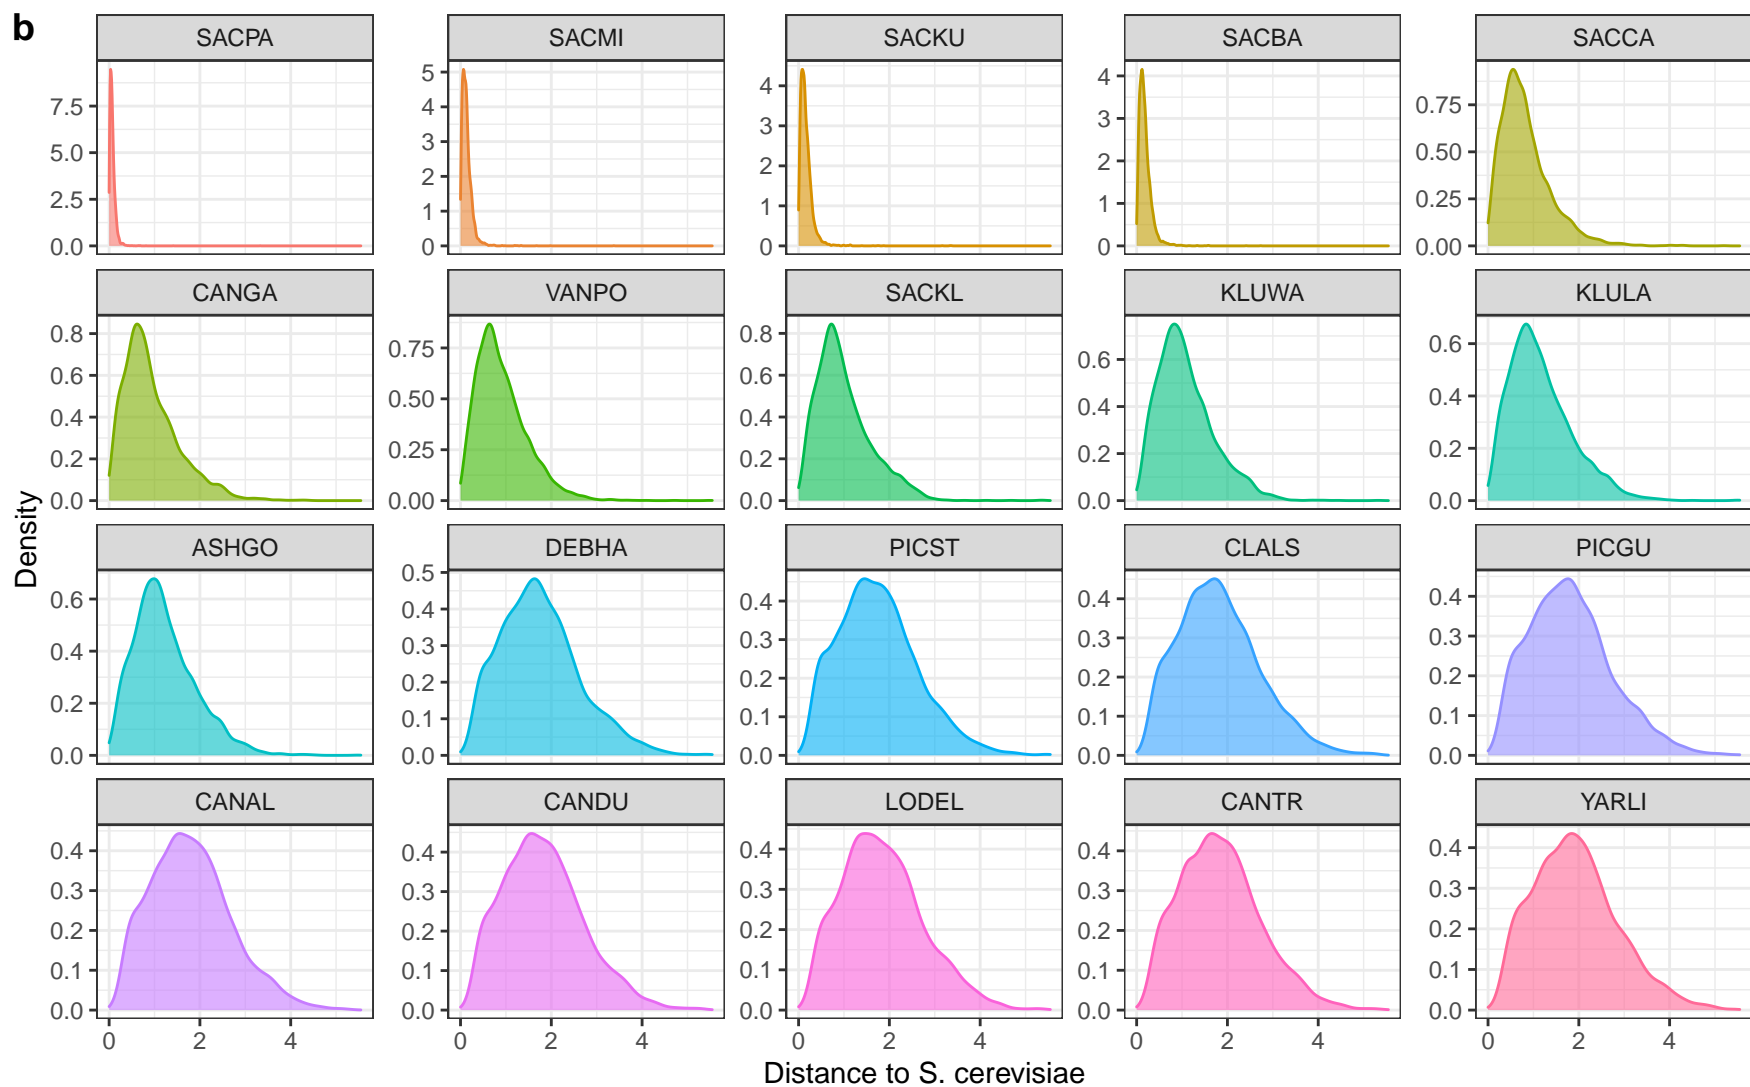 b
SACPA SACMI SACKU SACBA SACCA
7.5 5.0 2.5 0.0
5 4 3 2 1 0
4 3 2 1 0
4 3 2 1 0
0.75 0.50 0.25 0.00
CANGA VANPO SACKL KLUWA KLULA
0.8 0.6 0.4 0.2 0.0
0.75 0.50 0.25 0.00
0.8 0.6 0.4 0.2 0.0
0.6 0.4 0.2 0.0
0.6 0.4 0.2 0.0
Density
ASHGO DEBHA PICST CLALS PICGU
0.6 0.4 0.2 0.0
0.5 0.4 0.3 0.2 0.1 0.0
0.4 0.3 0.2 0.1 0.0
0.4 0.3 0.2 0.1 0.0
0.4 0.3 0.2 0.1 0.0
CANAL CANDU LODEL CANTR YARLI
0.4 0.3 0.2 0.1 0.0
0.4 0.3 0.2 0.1 0.0
0.4 0.3 0.2 0.1 0.0
0.4 0.3 0.2 0.1 0.0
0.4 0.3 0.2 0.1 0.0
0 2 4 0 2 4 0 2 4 0 2 4 0 2 4
Distance to S. cerevisiae